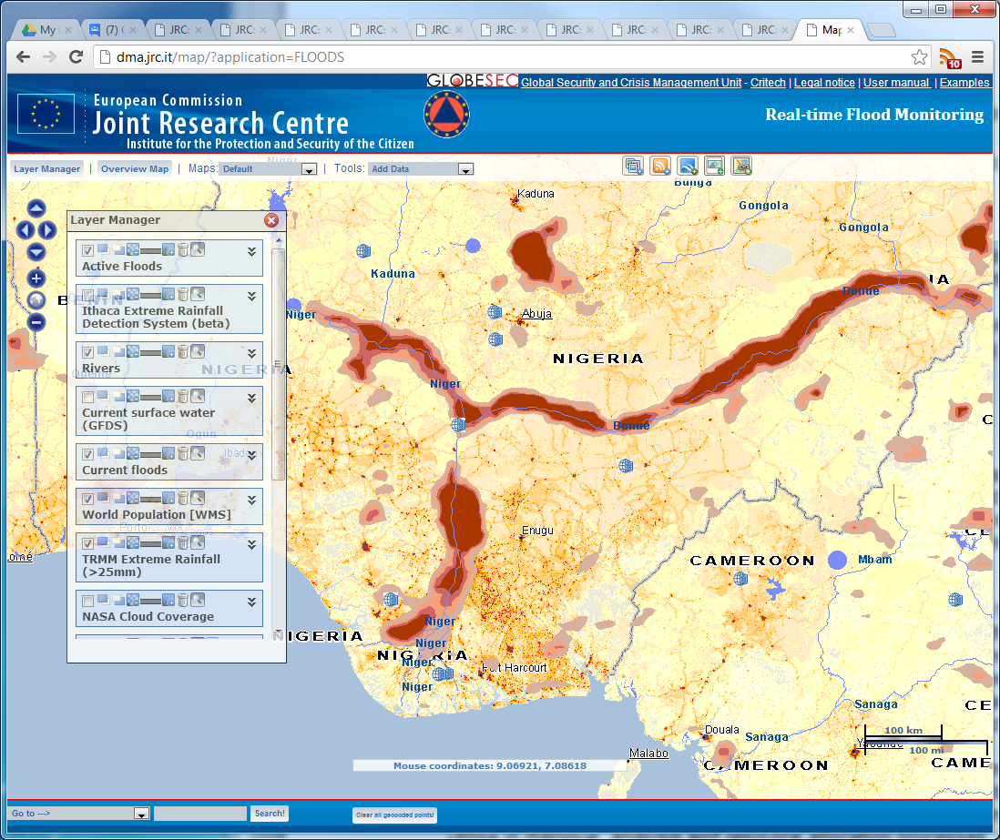 My
(7)
JRC:
JRC:
JRC:
JRC:
JRC:
JRC:
JRC:
JRC:
JRC:
JRC:
Map
dma.jrc.it/map/?application=FLOODS
10
GLOBESEC Global Security and Crisis Management Unit - Critech | Legal notice | User manual | Examples
European Commission
Joint Research Centre
Institute for the Protection and Security of the Citizen
Real-time Flood Monitoring
Layer Manager | Overview Map | Maps: Default | Tools: Add Data
Niger
Bunga
Kaduna
Gongola
Gongola
Layer Manager
Active Floods
Kaduna
Ithaca Extreme Rainfall
Detection System (beta)
Benue
Niger
Abuja
Rivers
NIGERIA
NIGERIA
Niger
Current surface water
(GFDS)
Benue
Ogun
Current floods
World Population [WMS]
Enugu
TRMM Extreme Rainfall
(>25mm)
CAMEROON
Mbam
NASA Cloud Coverage
Niger
NIGERIA
Niger
NIGERIA
Niger
Port Harcourt
Niger
Sanaga
Douala
Sanaga
100 km
100 mi
Yaounde
Malabo
CAMEROON
CAME
Mouse coordinates: 9.06921, 7.08618
Go to --->
Search!
Clear all geocoded points!